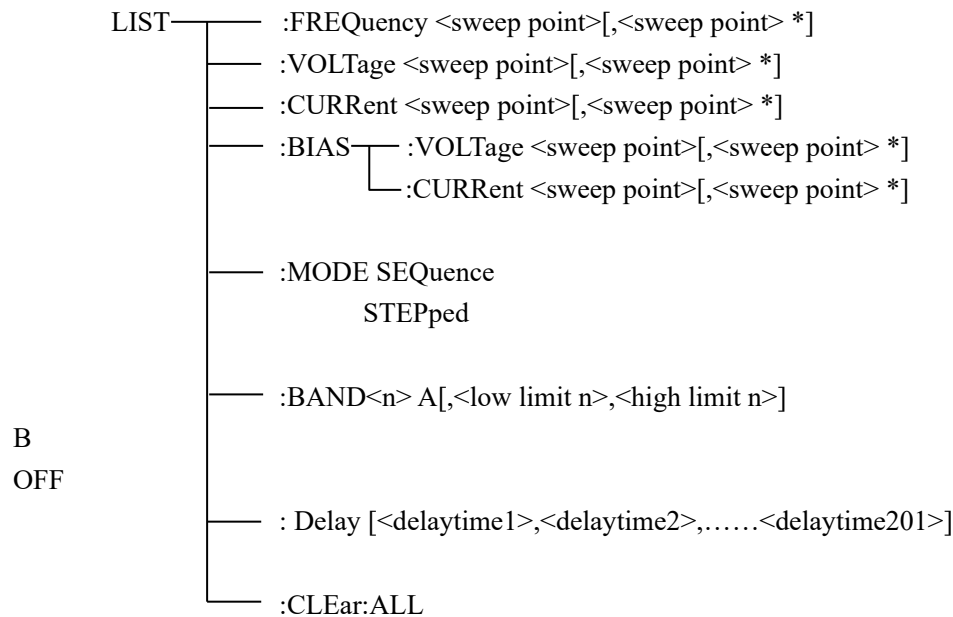 LIST :FREQuency <sweep point>[,<sweep point> *]
:VOLTage <sweep point>[,<sweep point> *]
:CURRent <sweep point>[,<sweep point> *]
:BIAS :VOLTage <sweep point>[,<sweep point> *]
:CURRent <sweep point>[,<sweep point> *]
:MODE SEQuence
STEPped
:BAND<n> A[,<low limit n>,<high limit n>]
B
OFF
: Delay [<delaytime1>,<delaytime2>,……<delaytime201>]
:CLEar:ALL